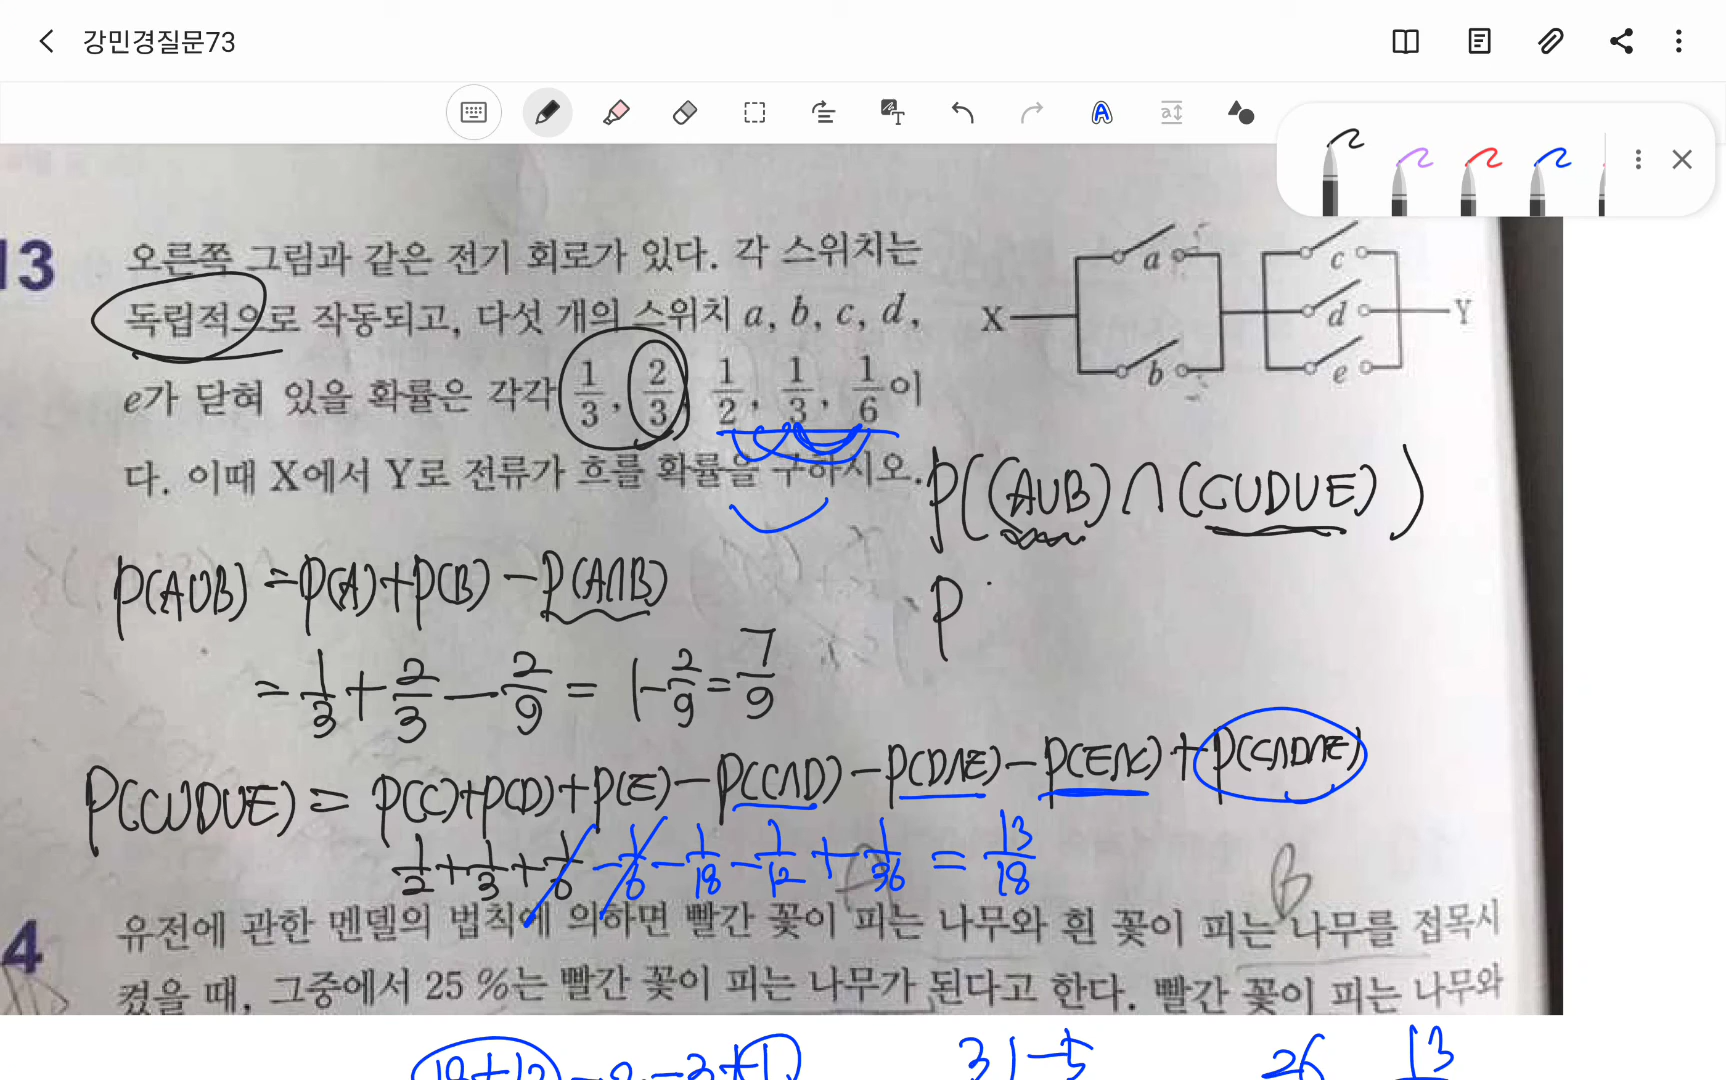 강민경질문73
13
오른쪽 그림과 같은 전기 회로가 있다. 각 스위치는
독립적으로 작동되고, 다섯 개의 스위치 a, b, c, d,
e가 닫혀 있을 확률은 각각 1/3, 2/3, 1/2, 1/3, 1/6이
다. 이때 X에서 Y로 전류가 흐를 확률을 구하시오.
X a b c d e Y
P((A∪B)∩(C∪D∪E))
P
P(A∪B) = P(A)+P(B) - P(A∩B)
= 1/3 + 2/3 - 2/9 = 1 - 2/9 = 7/9
P(C∪D∪E) = P(C)+P(D)+P(E) - P(C∩D) - P(D∩E) - P(E∩C) + P(C∩D∩E)
1/2 + 1/3 + 1/6 - 1/6 - 1/18 - 1/12 + 1/36 = 13/18
B
4
유전에 관한 멘델의 법칙에 의하면 빨간 꽃이 피는 나무와 흰 꽃이 피는 나무를 접목시
켰을 때, 그중에서 25 %는 빨간 꽃이 피는 나무가 된다고 한다. 빨간 꽃이 피는 나무와
31-5 26 13